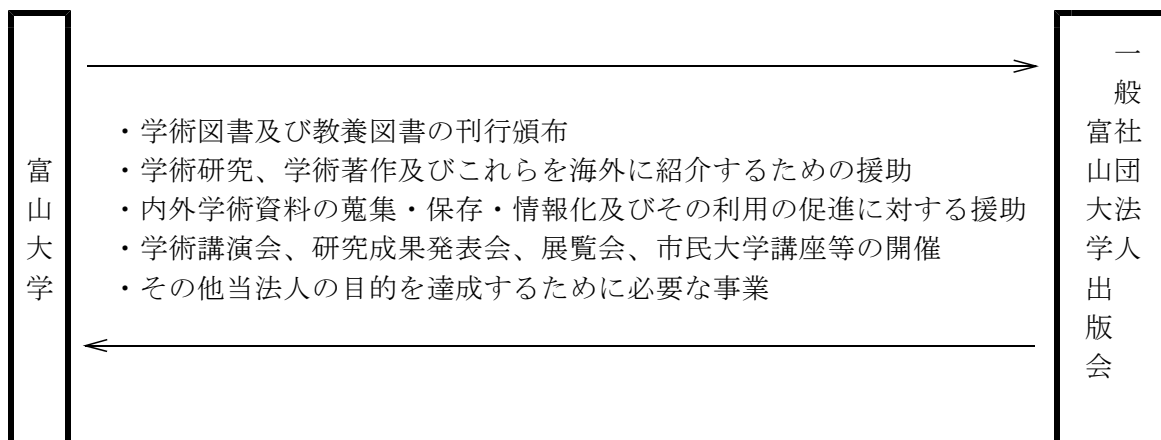 富山大学
・学術図書及び教養図書の刊行頒布
・学術研究、学術著作及びこれらを海外に紹介するための援助
・内外学術資料の蒐集・保存・情報化及びその利用の促進に対する援助
・学術講演会、研究成果発表会、展覧会、市民大学講座等の開催
・その他当法人の目的を達成するために必要な事業
一般社団法人
富山大学出版会